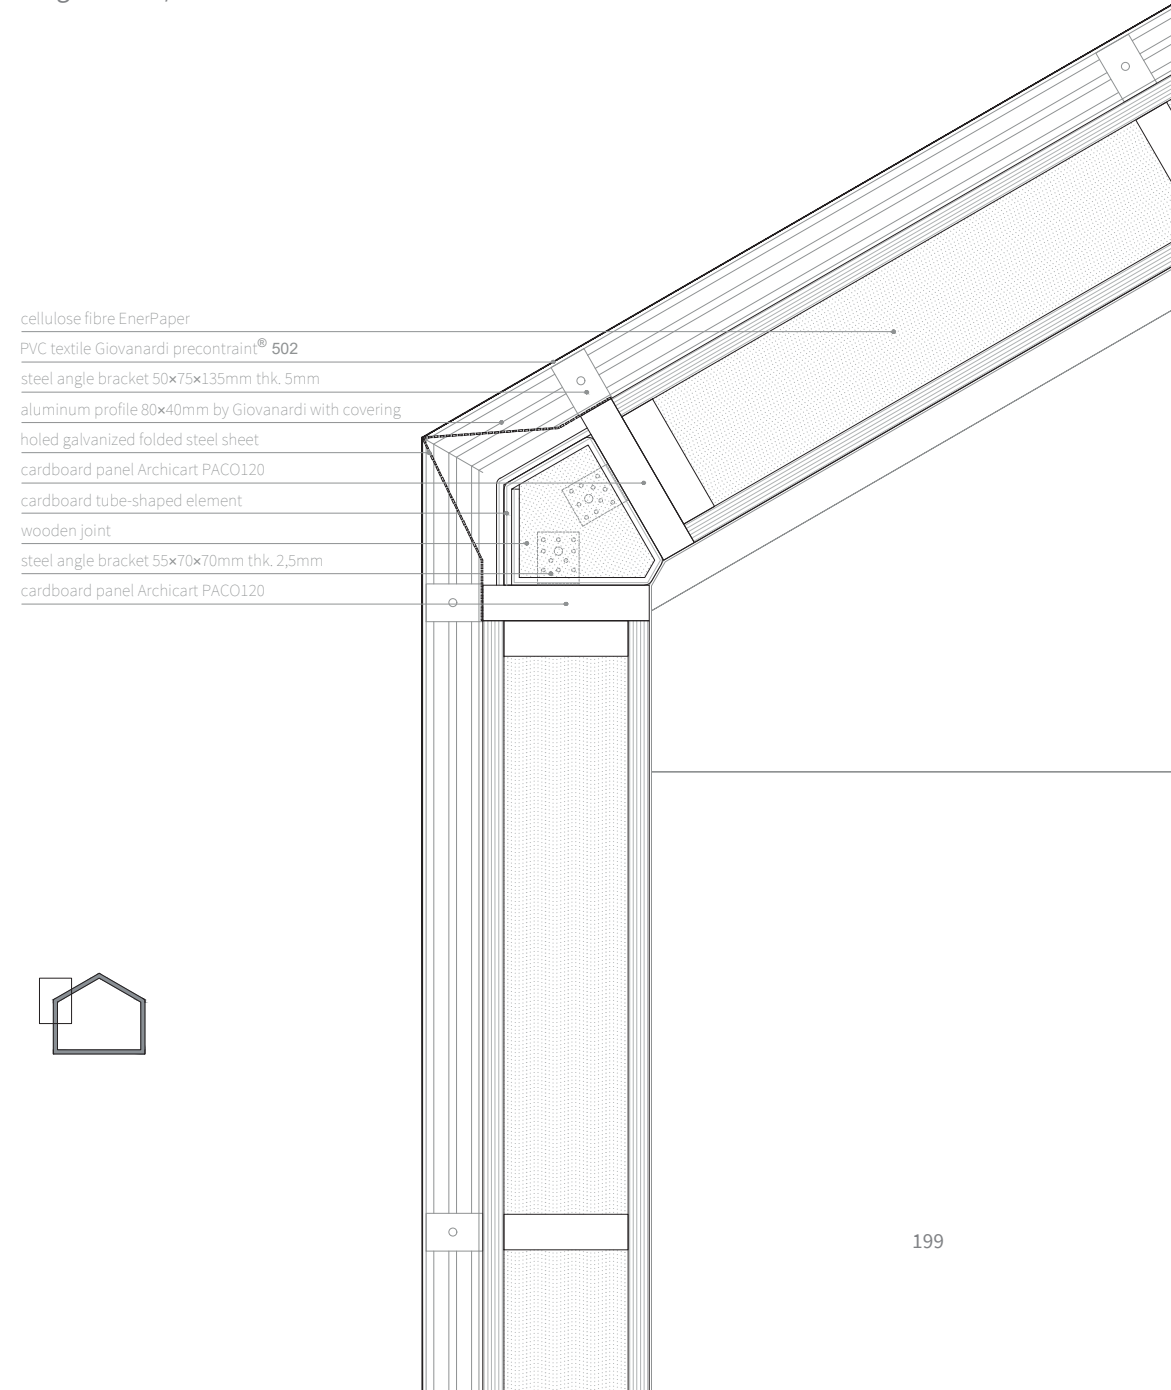 cellulose fibre EnerPaper
PVC textile Giovanardi precontraint® 502
steel angle bracket 50×75×135mm thk. 5mm
aluminum profile 80×40mm by Giovanardi with covering
holed galvanized folded steel sheet
cardboard panel Archicart PACO120
cardboard tube-shaped element
wooden joint
steel angle bracket 55×70×70mm thk. 2,5mm
cardboard panel Archicart PACO120
199